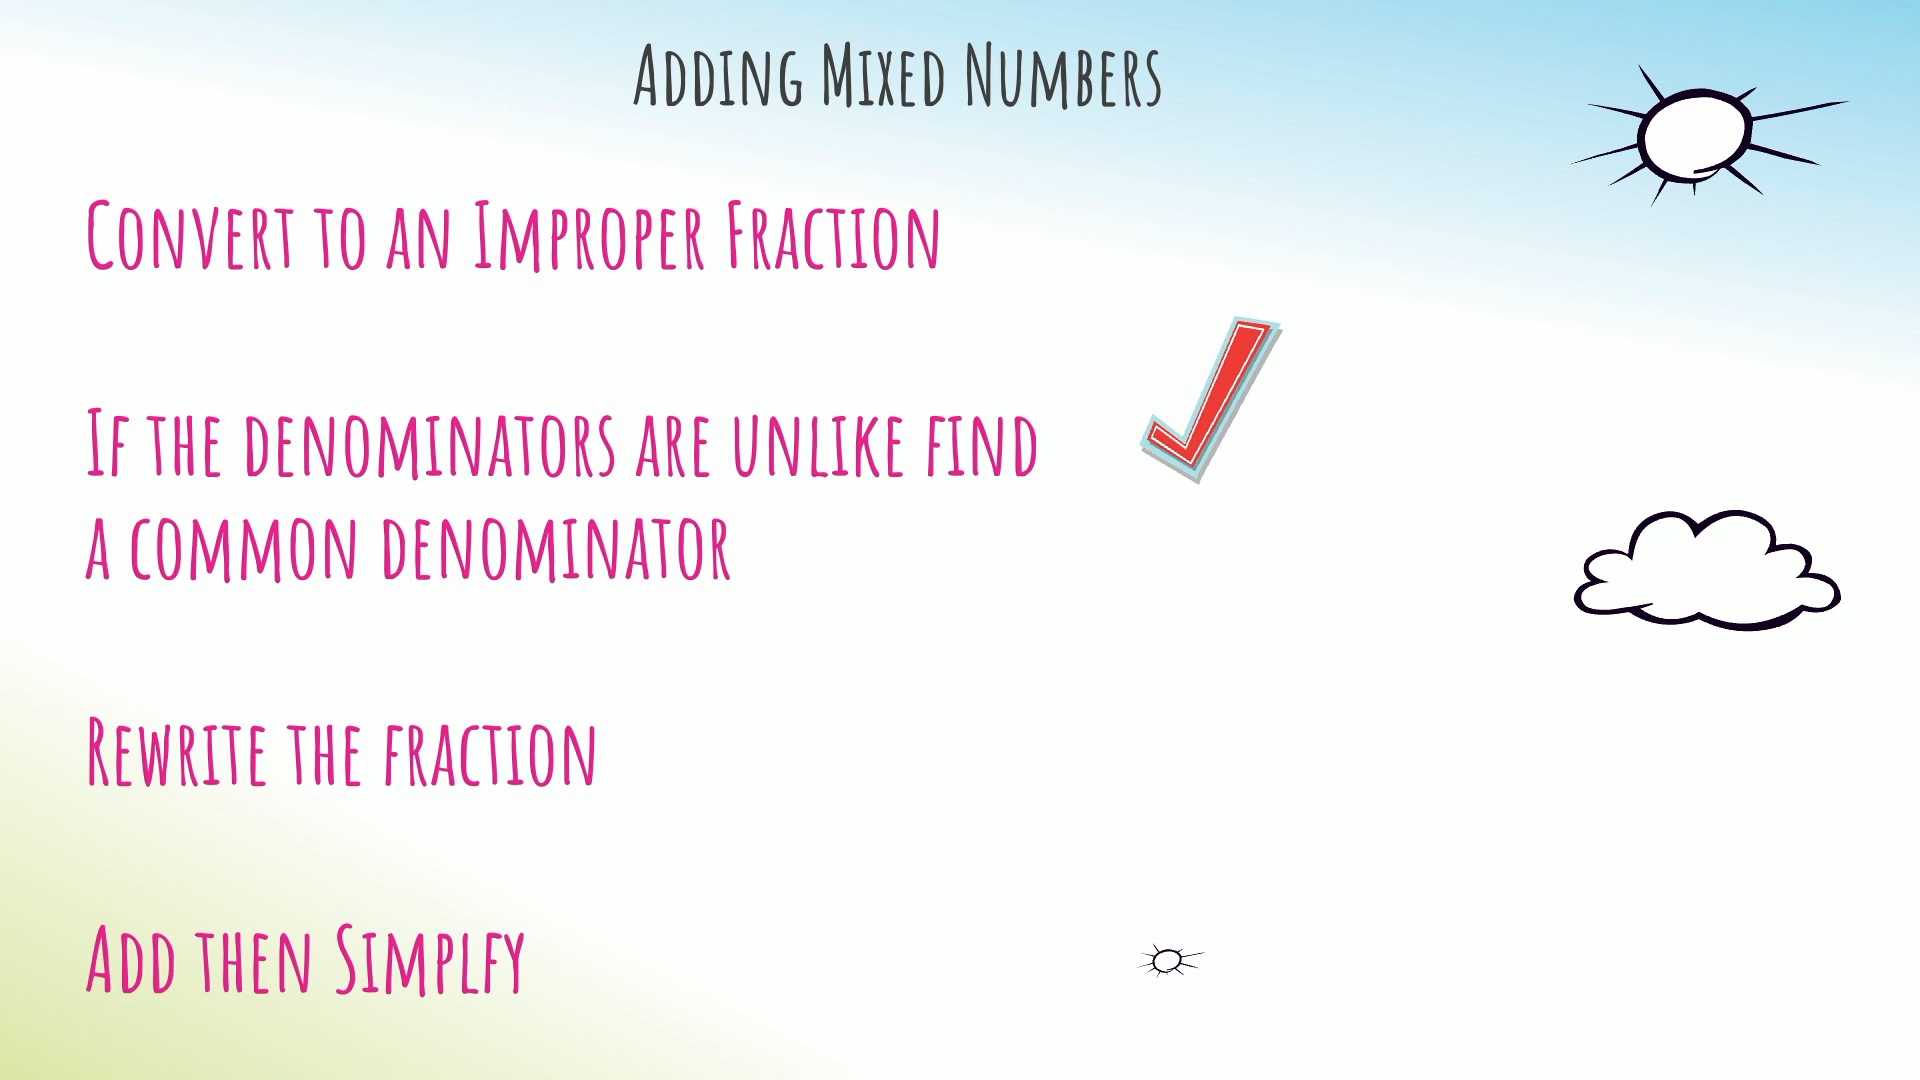 Adding Mixed Numbers
Convert to an Improper Fraction
If the denominators are unlike find
a common denominator
Rewrite the fraction
Add then Simplfy